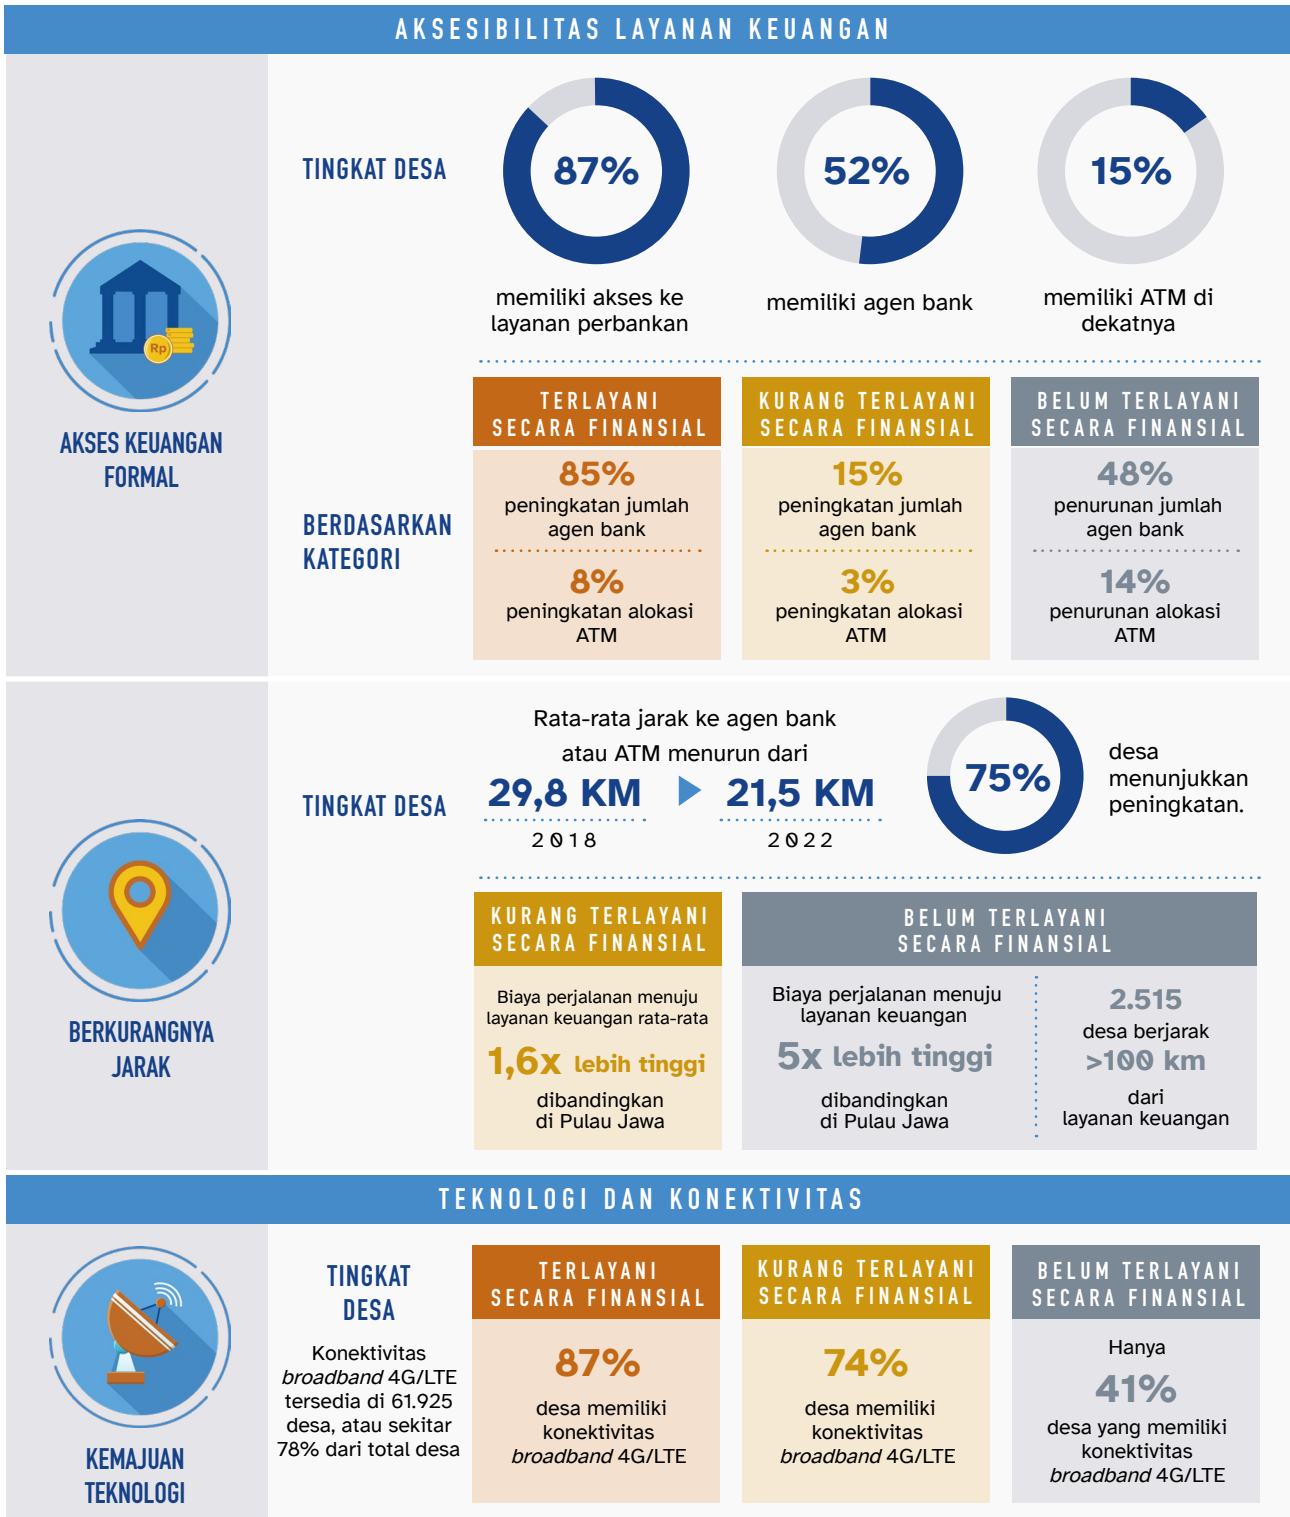 AKSESIBILITAS LAYANAN KEUANGAN
AKSES KEUANGAN
FORMAL
Rp
TINGKAT DESA
87%
memiliki akses ke
layanan perbankan
52%
memiliki agen bank
15%
memiliki ATM di
dekatnya
BERDASARKAN
KATEGORI
TERLAYANI
SECARA FINANSIAL
85%
peningkatan jumlah
agen bank
8%
peningkatan alokasi
ATM
KURANG TERLAYANI
SECARA FINANSIAL
15%
peningkatan jumlah
agen bank
3%
peningkatan alokasi
ATM
BELUM TERLAYANI
SECARA FINANSIAL
48%
penurunan jumlah
agen bank
14%
penurunan alokasi
ATM
BERKURANGNYA
JARAK
TINGKAT DESA
Rata-rata jarak ke agen bank
atau ATM menurun dari
29,8 KM
2018
21,5 KM
2022
75%
desa
menunjukkan
peningkatan.
KURANG TERLAYANI
SECARA FINANSIAL
Biaya perjalanan menuju
layanan keuangan rata-rata
1,6x lebih tinggi
dibandingkan
di Pulau Jawa
BELUM TERLAYANI
SECARA FINANSIAL
Biaya perjalanan menuju
layanan keuangan
5x lebih tinggi
dibandingkan
di Pulau Jawa
2.515
desa berjarak
>100 km
dari
layanan keuangan
TEKNOLOGI DAN KONEKTIVITAS
KEMAJUAN
TEKNOLOGI
TINGKAT
DESA
Konektivitas
broadband 4G/LTE
tersedia di 61.925
desa, atau sekitar
78% dari total desa
TERLAYANI
SECARA FINANSIAL
87%
desa memiliki
konektivitas
broadband 4G/LTE
KURANG TERLAYANI
SECARA FINANSIAL
74%
desa memiliki
konektivitas
broadband 4G/LTE
BELUM TERLAYANI
SECARA FINANSIAL
Hanya
41%
desa yang memiliki
konektivitas
broadband 4G/LTE